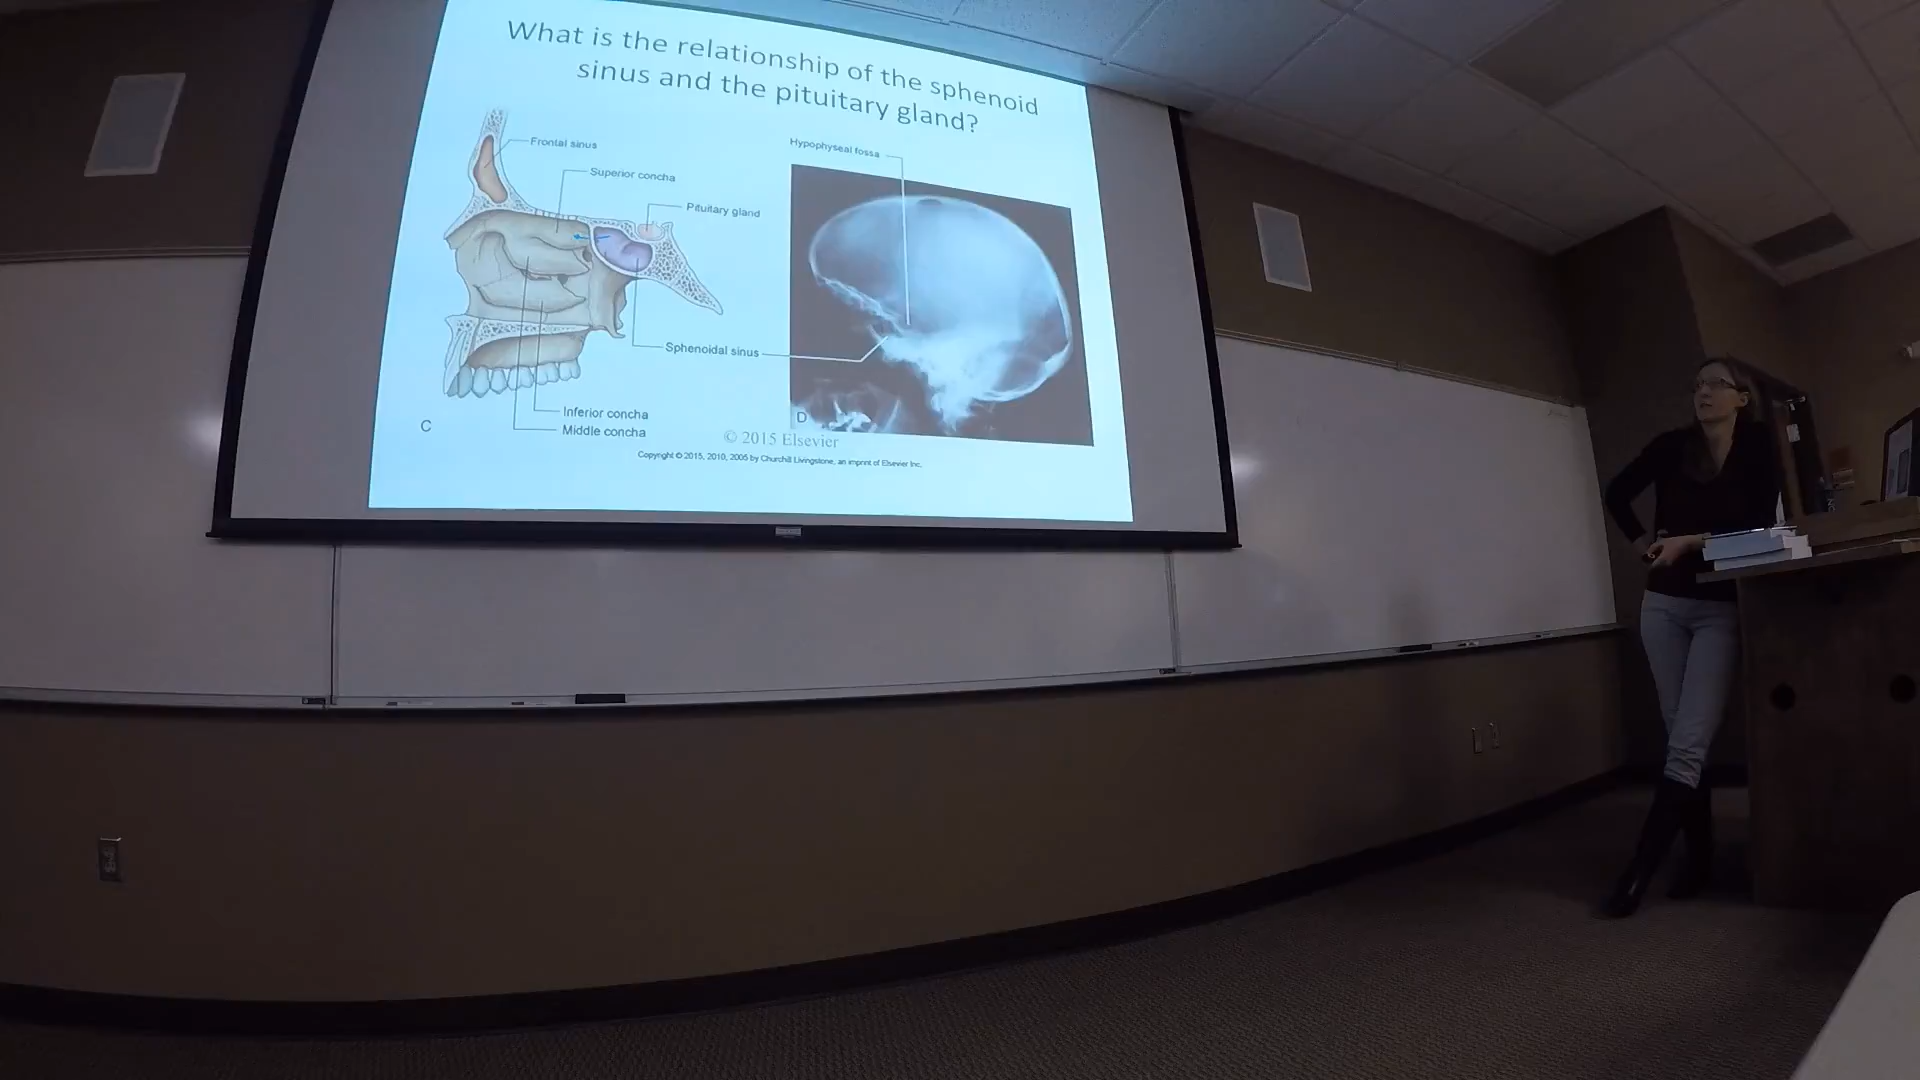 What is the relationship of the sphenoid
sinus and the pituitary gland?
Frontal sinus
Superior concha
Pituitary gland
Hypophyseal fossa
Sphenoidal sinus
Inferior concha
Middle concha
C
D
© 2015 Elsevier
Copyright © 2015, 2010, 2005 by Churchill Livingstone, an imprint of Elsevier Inc.